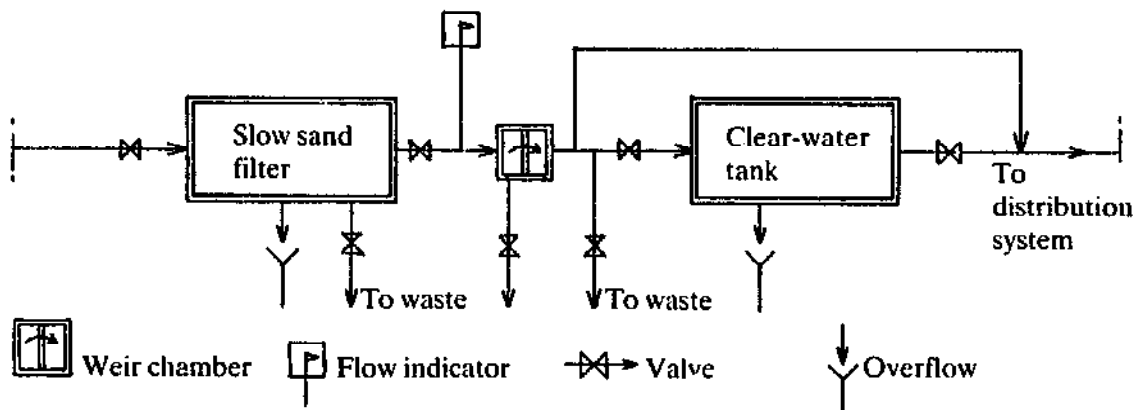 Slow sand
filter
Clear-water
tank
To
distribution
system
To waste
To waste
Weir chamber
Flow indicator
Valve
Overflow